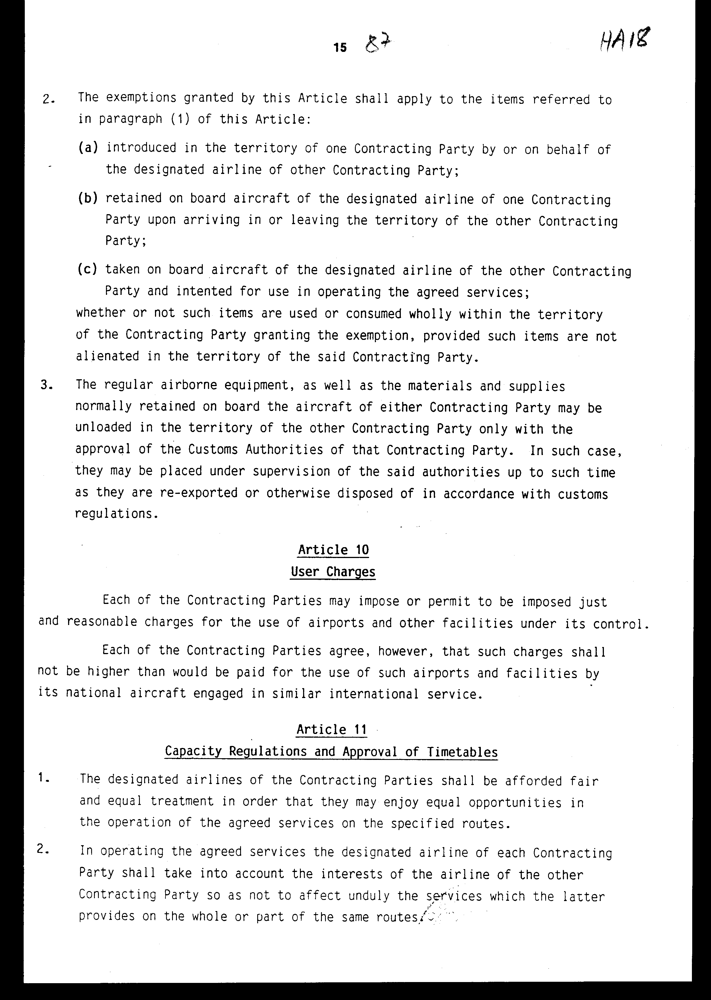 15 87 HA18
2. The exemptions granted by this Article shall apply to the items referred to
in paragraph (1) of this Article:
(a) introduced in the territory of one Contracting Party by or on behalf of
the designated airline of other Contracting Party;
(b) retained on board aircraft of the designated airline of one Contracting
Party upon arriving in or leaving the territory of the other Contracting
Party;
(c) taken on board aircraft of the designated airline of the other Contracting
Party and intented for use in operating the agreed services;
whether or not such items are used or consumed wholly within the territory
of the Contracting Party granting the exemption, provided such items are not
alienated in the territory of the said Contracting Party.
3. The regular airborne equipment, as well as the materials and supplies
normally retained on board the aircraft of either Contracting Party may be
unloaded in the territory of the other Contracting Party only with the
approval of the Customs Authorities of that Contracting Party. In such case,
they may be placed under supervision of the said authorities up to such time
as they are re-exported or otherwise disposed of in accordance with customs
regulations.
Article 10
User Charges
Each of the Contracting Parties may impose or permit to be imposed just
and reasonable charges for the use of airports and other facilities under its control.
Each of the Contracting Parties agree, however, that such charges shall
not be higher than would be paid for the use of such airports and facilities by
its national aircraft engaged in similar international service.
Article 11
Capacity Regulations and Approval of Timetables
1. The designated airlines of the Contracting Parties shall be afforded fair
and equal treatment in order that they may enjoy equal opportunities in
the operation of the agreed services on the specified routes.
2. In operating the agreed services the designated airline of each Contracting
Party shall take into account the interests of the airline of the other
Contracting Party so as not to affect unduly the services which the latter
provides on the whole or part of the same routes.